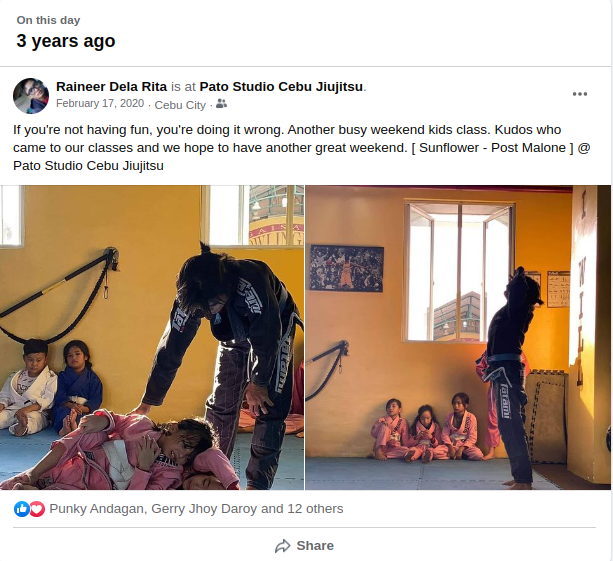 On this day
3 years ago
Raineer Dela Rita is at Pato Studio Cebu Jiujitsu.
February 17, 2020 · Cebu City ·
If you're not having fun, you're doing it wrong. Another busy weekend kids class. Kudos who
came to our classes and we hope to have another great weekend. [ Sunflower - Post Malone ] @
Pato Studio Cebu Jiujitsu
Tatami
Tatami
Tatami
Punky Andagan, Gerry Jhoy Daroy and 12 others
Share